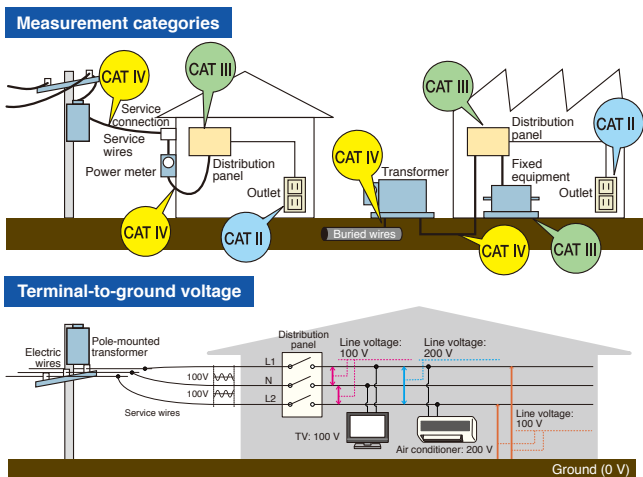 Measurement categories
CAT IV
CAT III
Service
connection
Service
wires
Power meter
Distribution
panel
Outlet
CAT IV
CAT II
CAT IV
Transformer
Buried wires
CAT IV
CAT III
Distribution
panel
CAT II
Fixed
equipment
Outlet
CAT III
Terminal-to-ground voltage
Electric
wires
Pole-mounted
transformer
Service wires
100V
100V
Distribution
panel
L1
N
L2
Line voltage:
100 V
Line voltage:
200 V
Line voltage:
100 V
TV: 100 V
Air conditioner: 200 V
Ground (0 V)